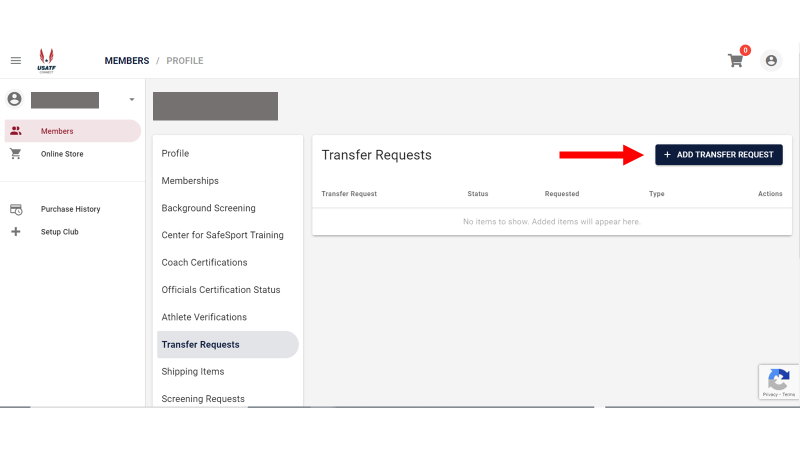 USATF
CONNECT
MEMBERS / PROFILE
0
Members
Online Store
Purchase History
Setup Club
Profile
Memberships
Background Screening
Center for SafeSport Training
Coach Certifications
Officials Certification Status
Athlete Verifications
Transfer Requests
Shipping Items
Screening Requests
Transfer Requests
+ ADD TRANSFER REQUEST
Transfer Request Status Requested Type Actions
No items to show. Added items will appear here.
Privacy - Terms